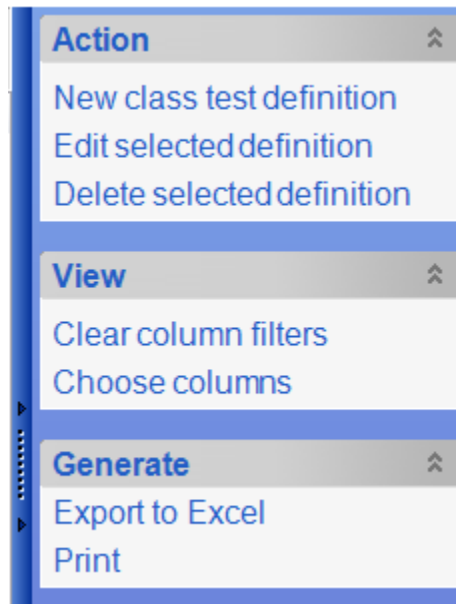 Action
New class test definition
Edit selected definition
Delete selected definition
View
Clear column filters
Choose columns
Generate
Export to Excel
Print